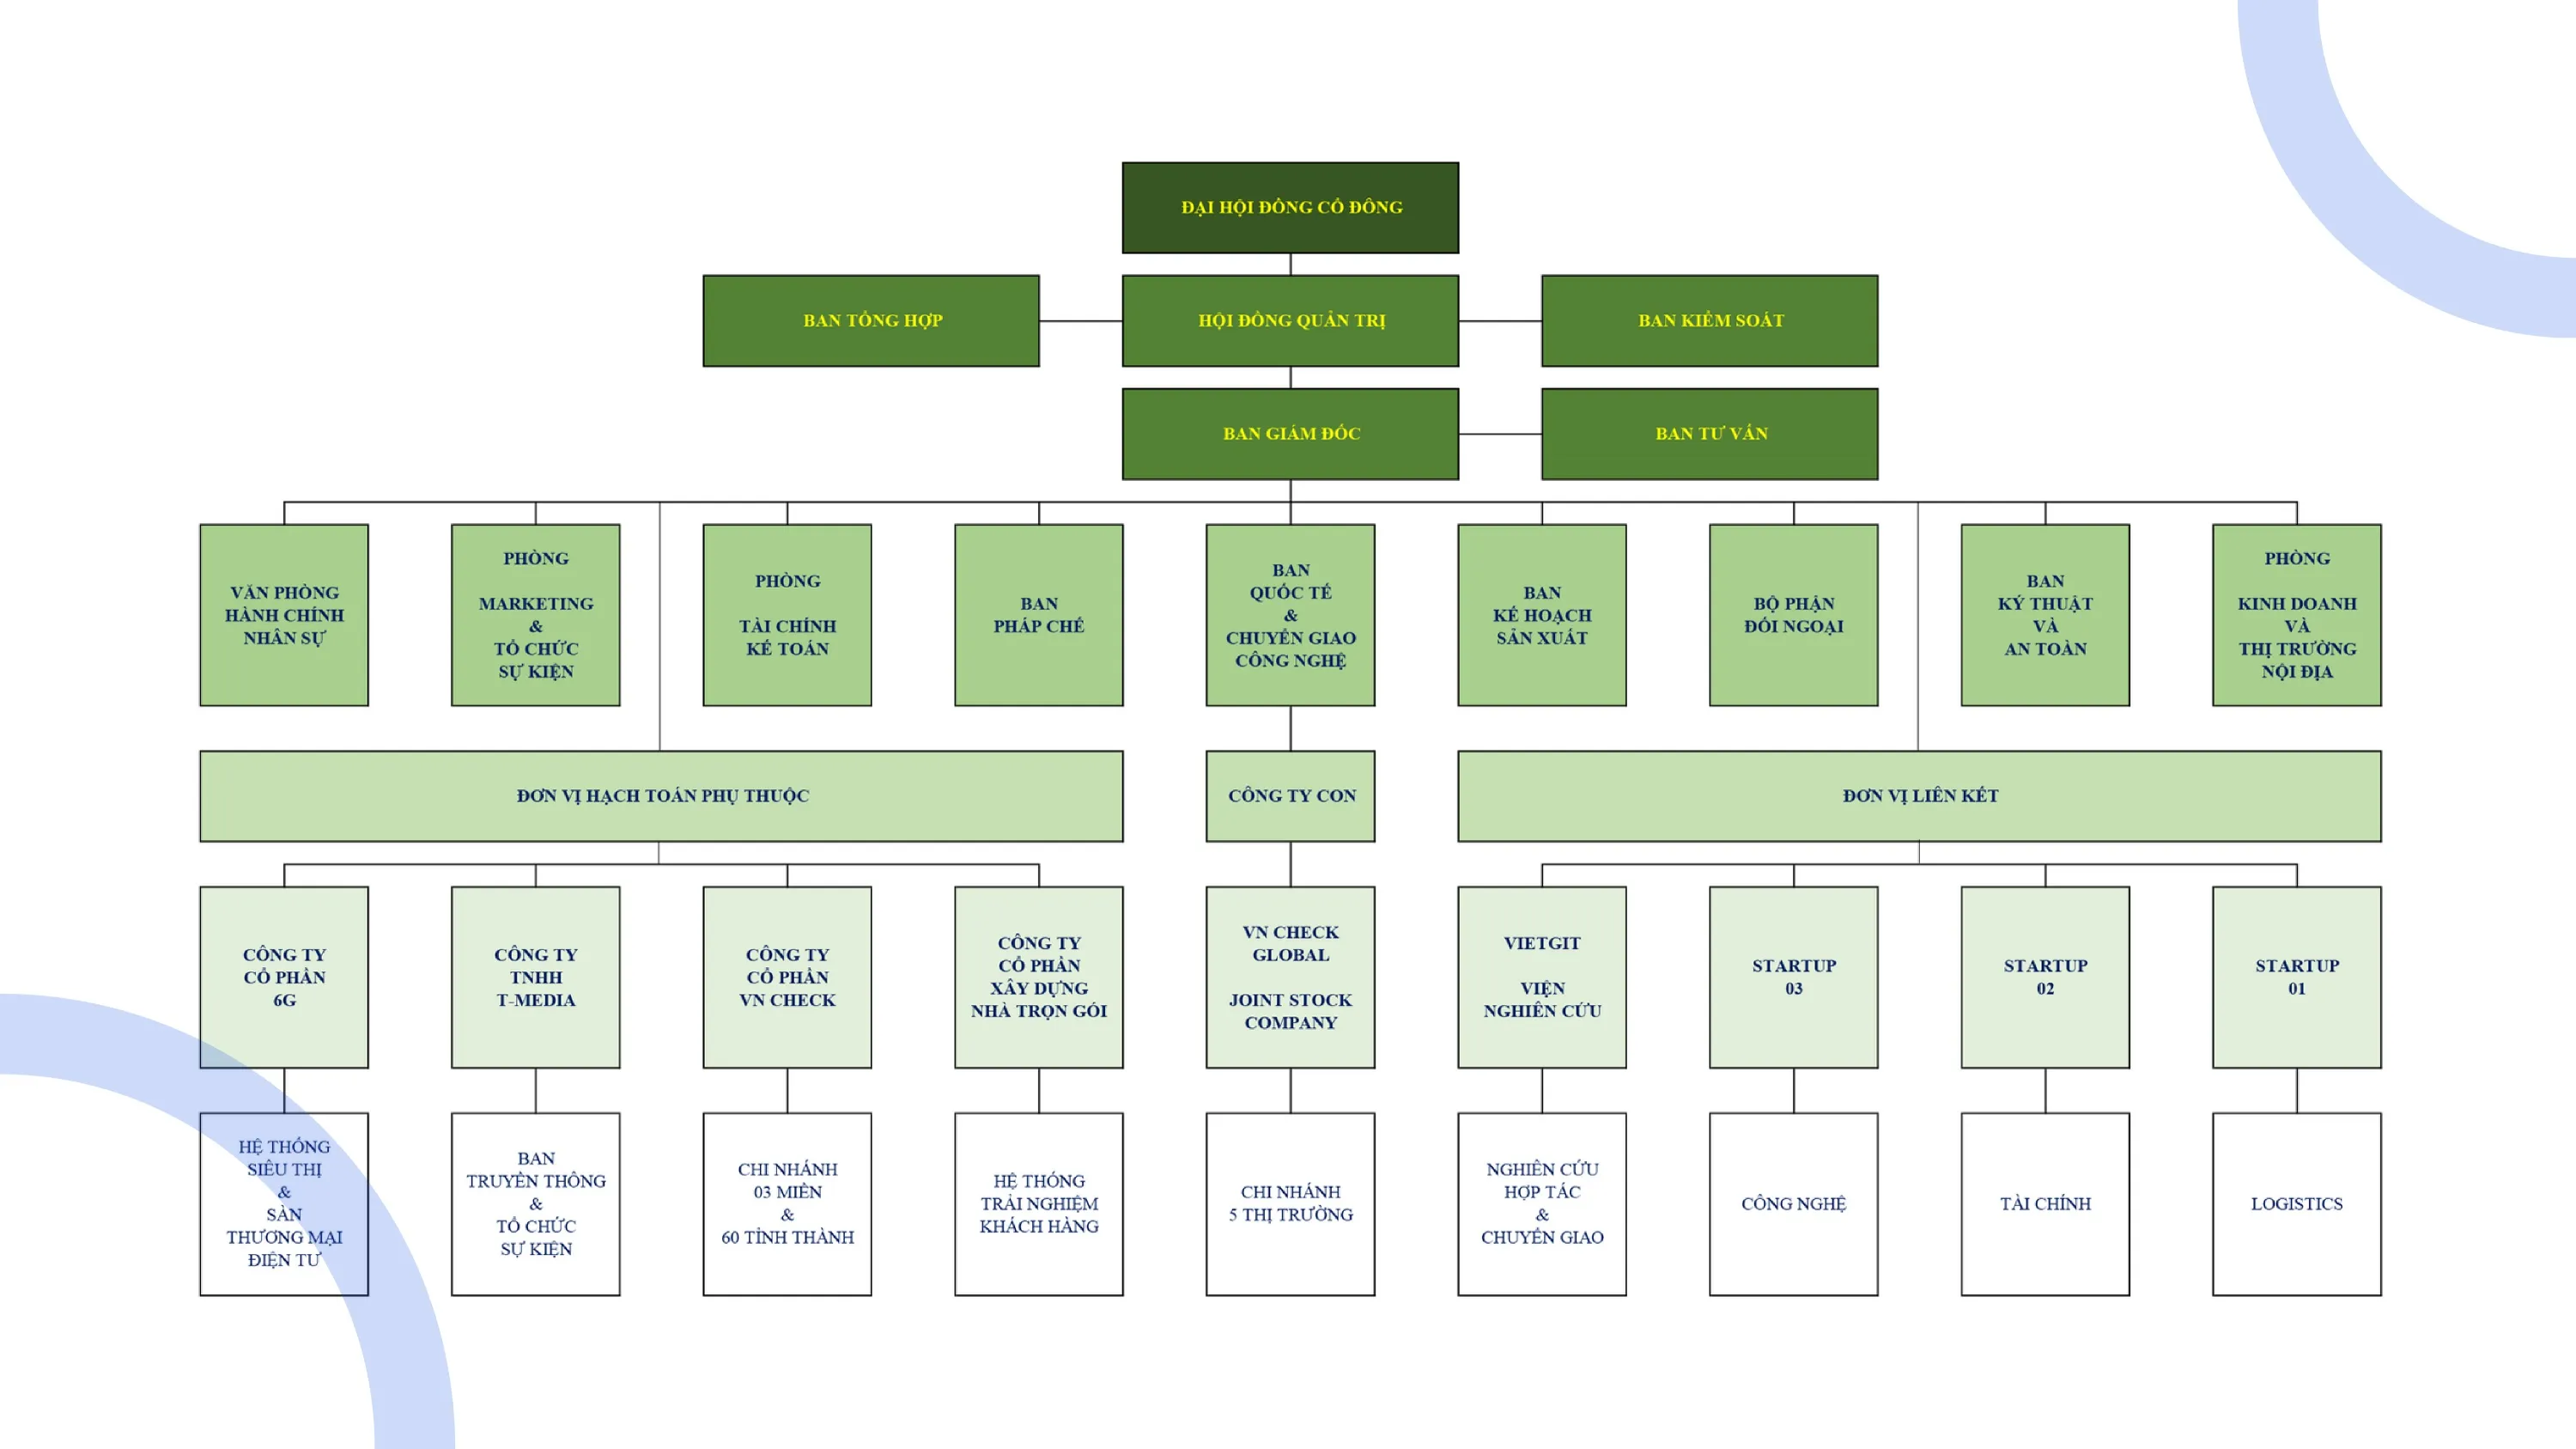 ĐẠI HỘI ĐỒNG CỔ ĐÔNG
BAN TỔNG HỢP
HỘI ĐỒNG QUẢN TRỊ
BAN KIỂM SOÁT
BAN GIÁM ĐỐC
BAN TƯ VẤN
VĂN PHÒNG
HÀNH CHÍNH
NHÂN SỰ
PHÒNG
MARKETING
&
TỔ CHỨC
SỰ KIỆN
PHÒNG
TÀI CHÍNH
KẾ TOÁN
BAN
PHÁP CHẾ
BAN
QUỐC TẾ
&
CHUYỂN GIAO
CÔNG NGHỆ
BAN
KẾ HOẠCH
SẢN XUẤT
BỘ PHẬN
ĐỐI NGOẠI
BAN
KỸ THUẬT
VÀ
AN TOÀN
PHÒNG
KINH DOANH
VÀ
THỊ TRƯỜNG
NỘI ĐỊA
ĐƠN VỊ HẠCH TOÁN PHỤ THUỘC
CÔNG TY CON
ĐƠN VỊ LIÊN KẾT
CÔNG TY
CỔ PHẦN
6G
CÔNG TY
TNHH
T-MEDIA
CÔNG TY
CỔ PHẦN
VN CHECK
CÔNG TY
CỔ PHẦN
XÂY DỰNG
NHÀ TRỌN GÓI
VN CHECK
GLOBAL
JOINT STOCK
COMPANY
VIETGIT
VIỆN
NGHIÊN CỨU
STARTUP
03
STARTUP
02
STARTUP
01
HỆ THỐNG
SIÊU THỊ
&
SÀN
THƯƠNG MẠI
ĐIỆN TƯ
BAN
TRUYỀN THÔNG
&
TỔ CHỨC
SỰ KIỆN
CHI NHÁNH
03 MIỀN
&
60 TỈNH THÀNH
HỆ THỐNG
TRẢI NGHIỆM
KHÁCH HÀNG
CHI NHÁNH
5 THỊ TRƯỜNG
NGHIÊN CỨU
HỢP TÁC
&
CHUYỂN GIAO
CÔNG NGHỆ
TÀI CHÍNH
LOGISTICS